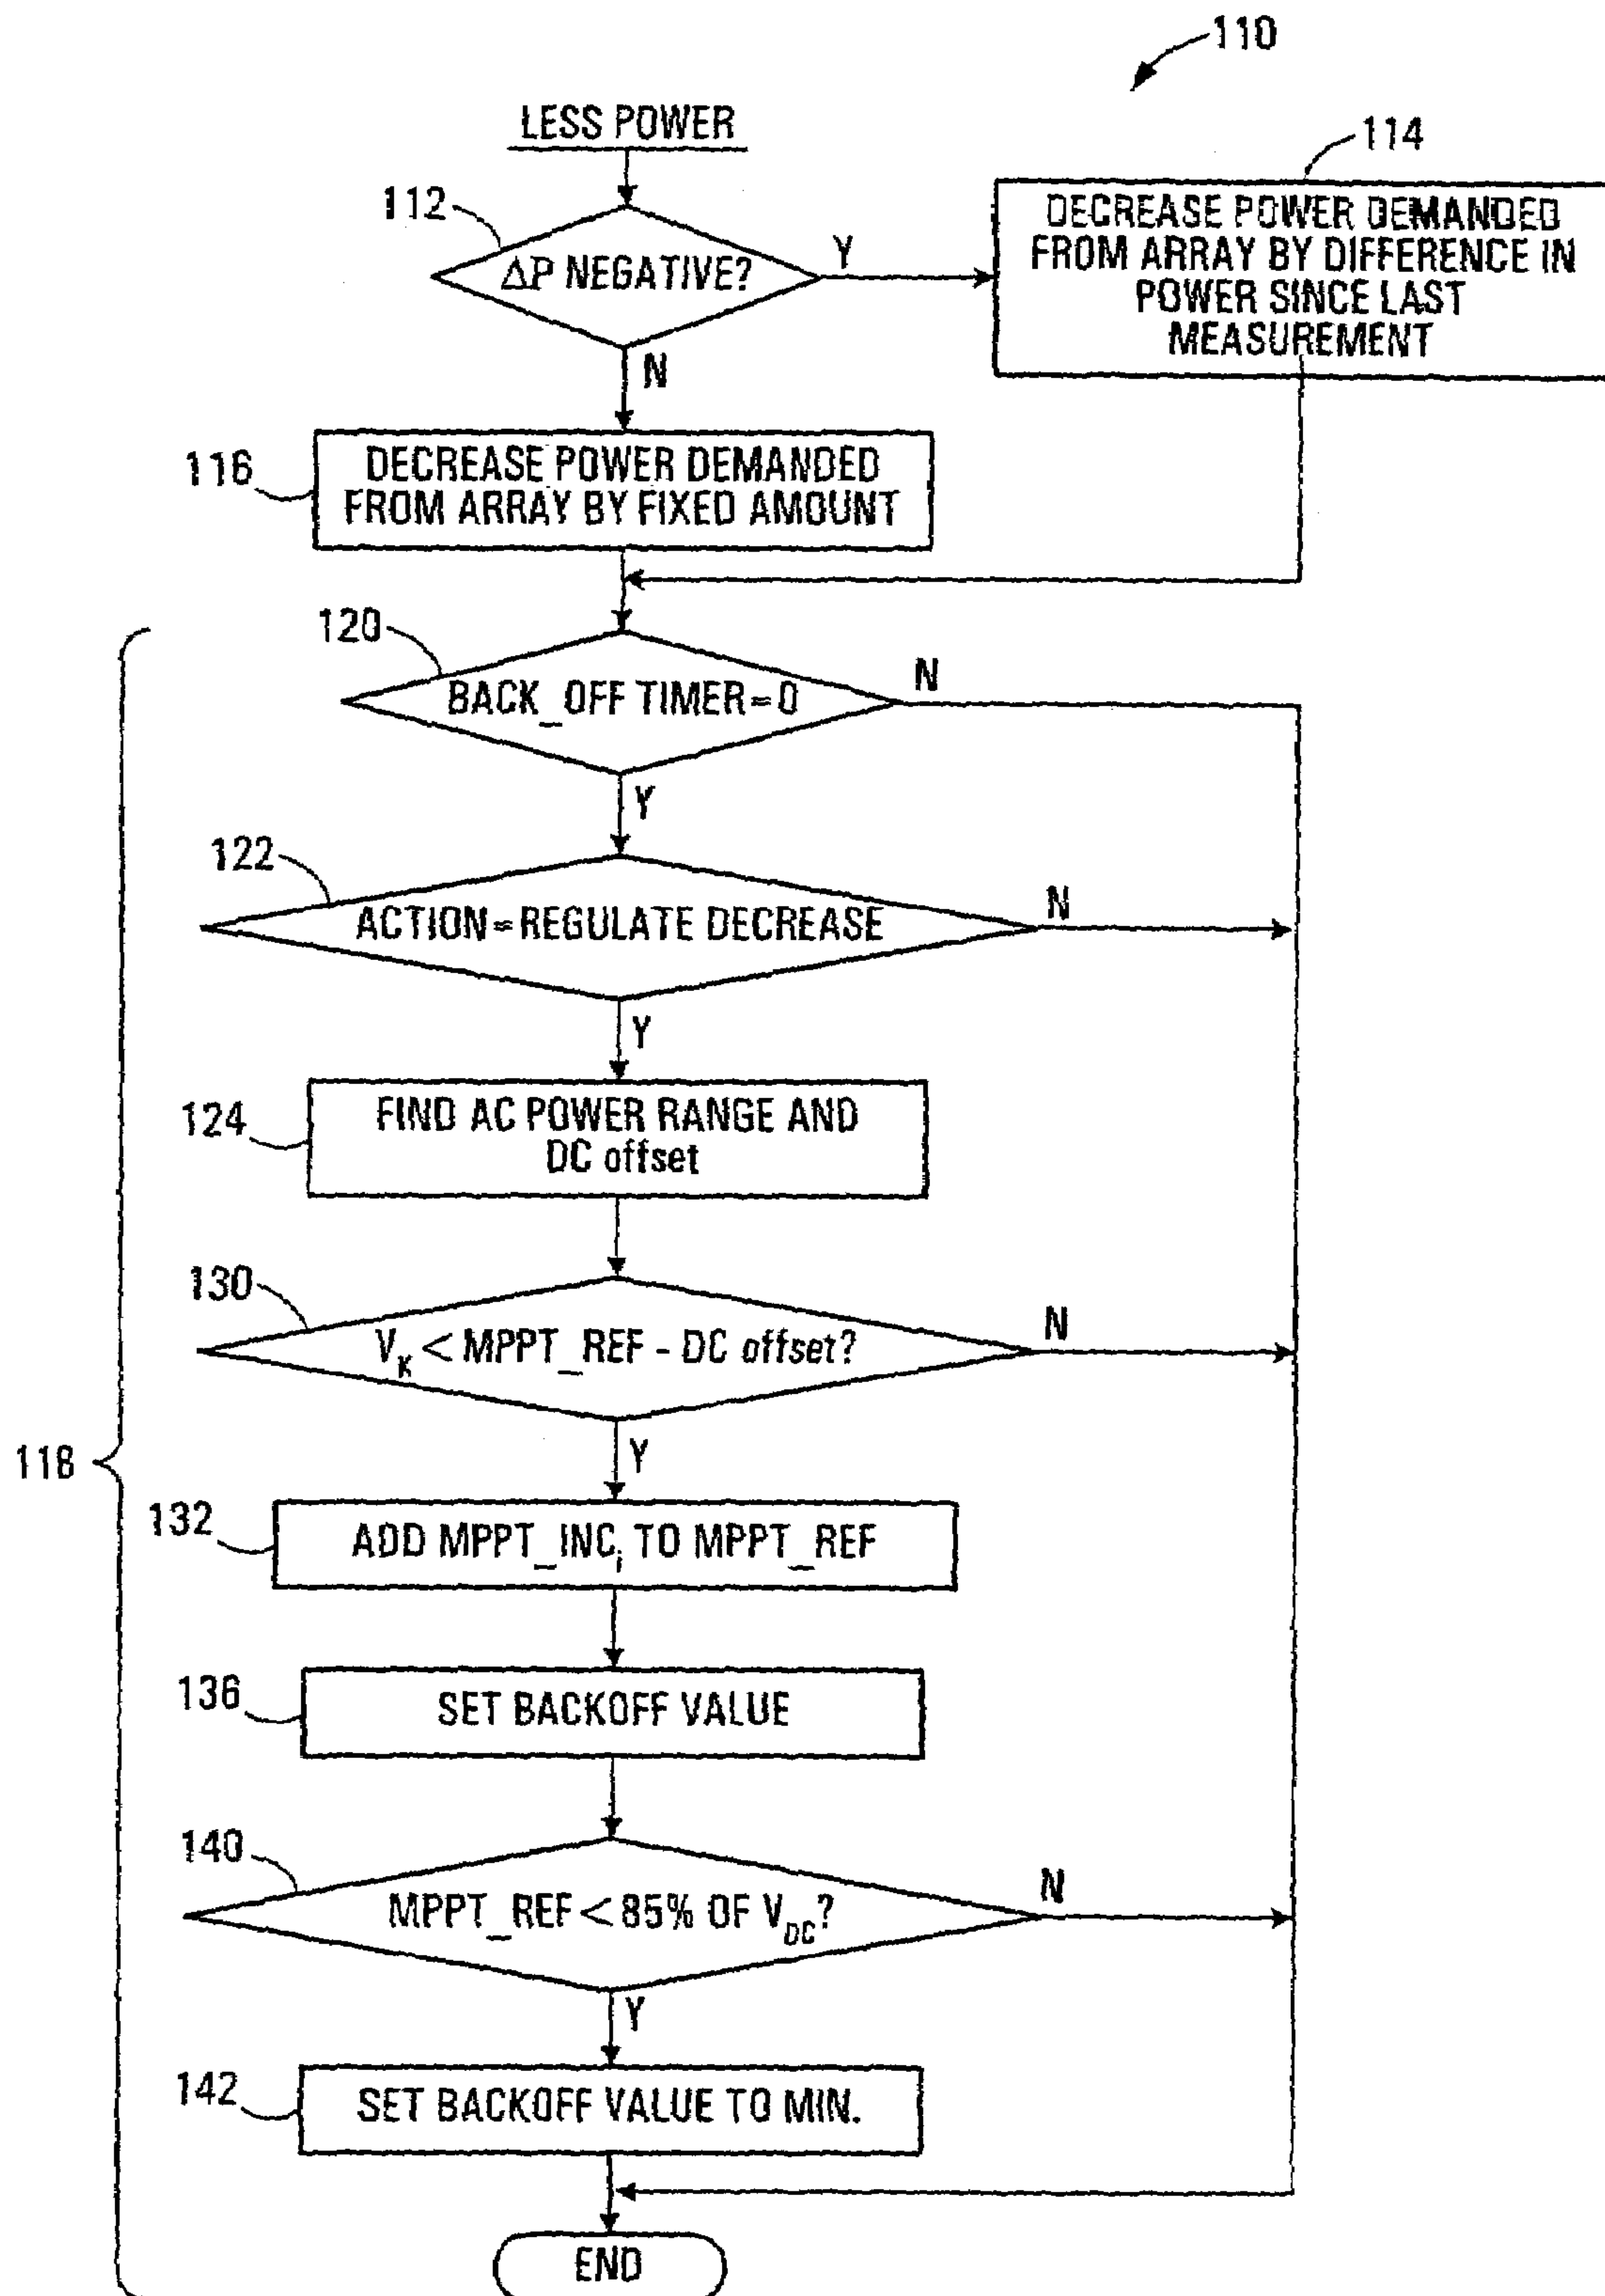 110
LESS POWER
114
112
ΔP NEGATIVE?
Y
DECREASE POWER DEMANDED
FROM ARRAY BY DIFFERENCE IN
POWER SINCE LAST
MEASUREMENT
N
116
DECREASE POWER DEMANDED
FROM ARRAY BY FIXED AMOUNT
120
BACK_OFF TIMER=0
N
Y
122
ACTION=REGULATE DECREASE
N
Y
124
FIND AC POWER RANGE AND
DC offset
130
V_K < MPPT_REF - DC offset?
N
Y
118
132
ADD MPPT_INC_i TO MPPT_REF
136
SET BACKOFF VALUE
140
MPPT_REF < 85% OF V_DC?
N
Y
142
SET BACKOFF VALUE TO MIN.
END